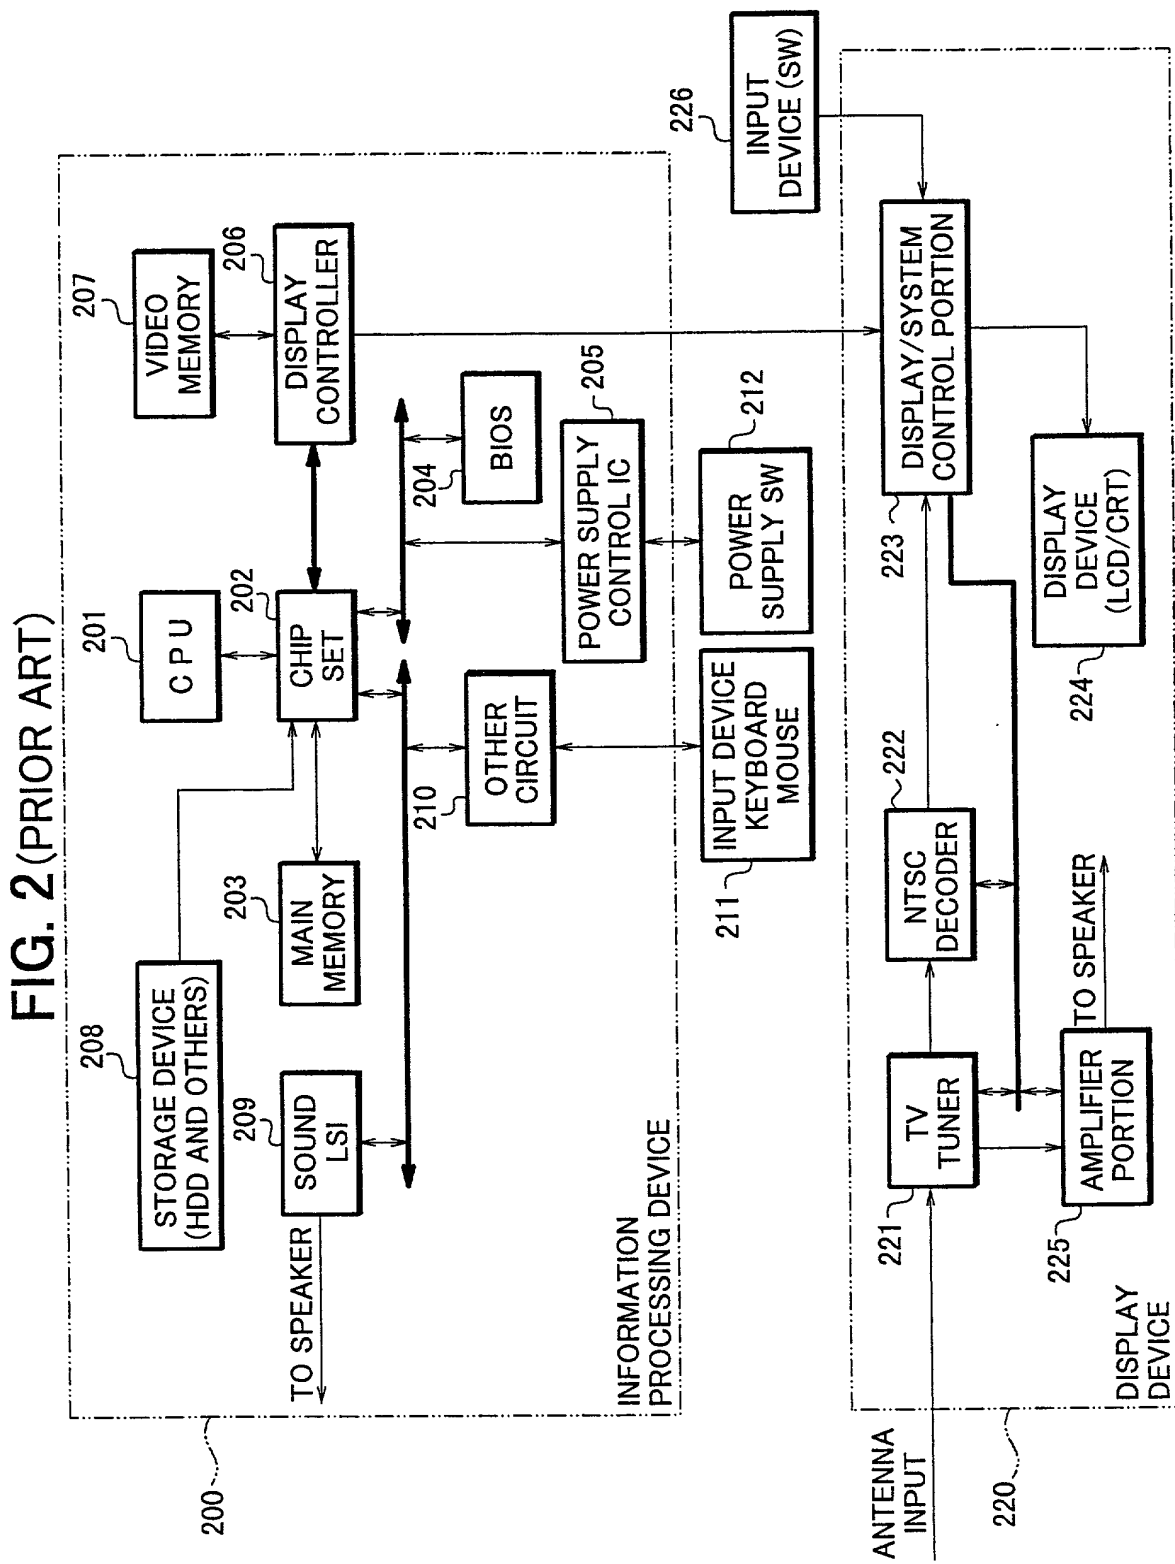 FIG. 2 (PRIOR ART)
200
INFORMATION
PROCESSING DEVICE
208
STORAGE DEVICE
(HDD AND OTHERS)
201
CPU
207
VIDEO
MEMORY
209
SOUND
LSI
TO SPEAKER
203
MAIN
MEMORY
202
CHIP
SET
206
DISPLAY
CONTROLLER
210
OTHER
CIRCUIT
204
BIOS
205
POWER SUPPLY
CONTROL IC
211
INPUT DEVICE
KEYBOARD
MOUSE
212
POWER
SUPPLY SW
226
INPUT
DEVICE (SW)
220
DISPLAY
DEVICE
ANTENNA
INPUT
221
TV
TUNER
222
NTSC
DECODER
223
DISPLAY/SYSTEM
CONTROL PORTION
225
AMPLIFIER
PORTION
TO SPEAKER
224
DISPLAY
DEVICE
(LCD/CRT)